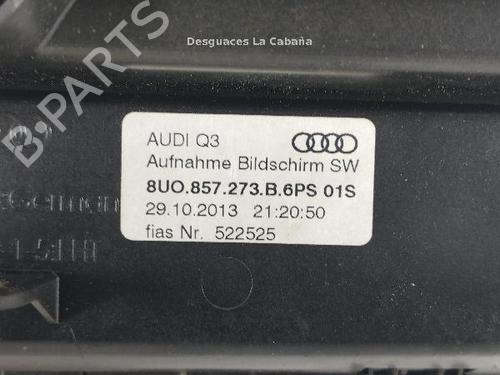 Desguaces La Cabaña
B-PARTS
AUDI Q3
Aufnahme Bildschirm SW
8UO.857.273.B.6PS 01S
29.10.2013 21:20:50
fias Nr. 522525